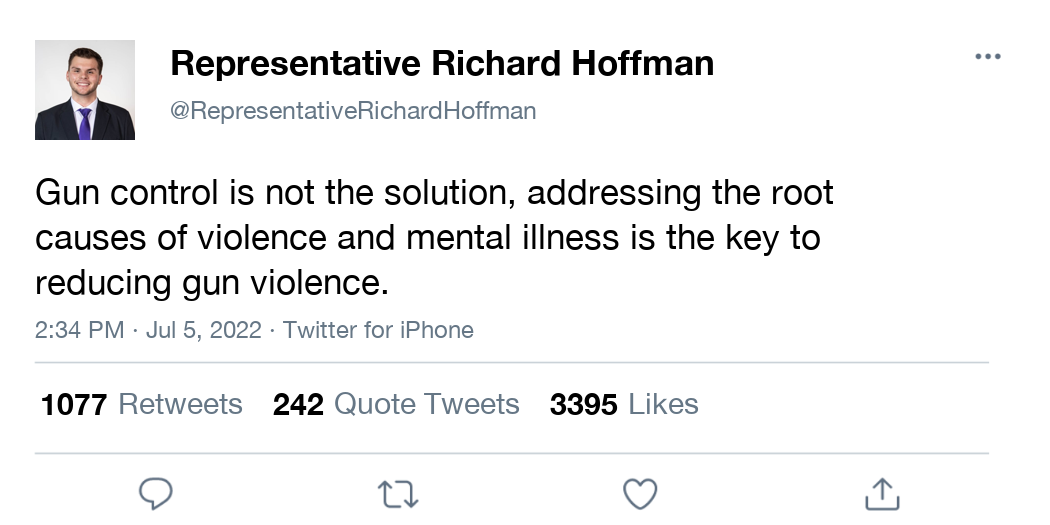 Representative Richard Hoffman
@RepresentativeRichardHoffman
Gun control is not the solution, addressing the root
causes of violence and mental illness is the key to
reducing gun violence.
2:34 PM · Jul 5, 2022 · Twitter for iPhone
1077 Retweets 242 Quote Tweets 3395 Likes